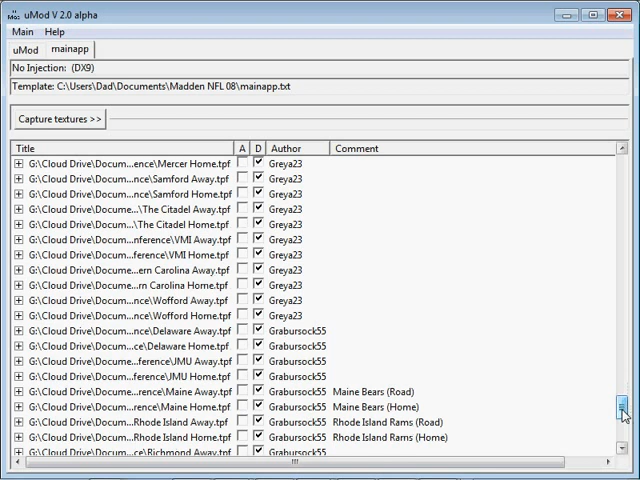 uMod V 2.0 alpha
Main Help
uMod mainapp
No Injection: (DX9)
Template: C:\Users\Dad\Documents\Madden NFL 08\mainapp.txt
Capture textures >>
Title A D Author Comment
G:\Cloud Drive\Docum...ence\Mercer Home.tpf Greya23
G:\Cloud Drive\Docum...nce\Samford Away.tpf Greya23
G:\Cloud Drive\Docum...nce\Samford Home.tpf Greya23
G:\Cloud Drive\Docume...\The Citadel Away.tpf Greya23
G:\Cloud Drive\Docum...\The Citadel Home.tpf Greya23
G:\Cloud Drive\Docum...nference\VMI Away.tpf Greya23
G:\Cloud Drive\Docum...ference\VMI Home.tpf Greya23
G:\Cloud Drive\Docume...ern Carolina Away.tpf Greya23
G:\Cloud Drive\Docum...rn Carolina Home.tpf Greya23
G:\Cloud Drive\Docum...nce\Wofford Away.tpf Greya23
G:\Cloud Drive\Docum...nce\Wofford Home.tpf Greya23
G:\Cloud Drive\Docum...nce\Delaware Away.tpf Grabursock55
G:\Cloud Drive\Docum...ce\Delaware Home.tpf Grabursock55
G:\Cloud Drive\Docum...ference\JMU Away.tpf Grabursock55
G:\Cloud Drive\Docum...ference\JMU Home.tpf Grabursock55
G:\Cloud Drive\Docum...erence\Maine Away.tpf Grabursock55 Maine Bears (Road)
G:\Cloud Drive\Docum...rence\Maine Home.tpf Grabursock55 Maine Bears (Home)
G:\Cloud Drive\Docum...Rhode Island Away.tpf Grabursock55 Rhode Island Rams (Road)
G:\Cloud Drive\Docum...Rhode Island Home.tpf Grabursock55 Rhode Island Rams (Home)
G:\Cloud Drive\Docum...ce\Richmond Away.tpf Grabursock55